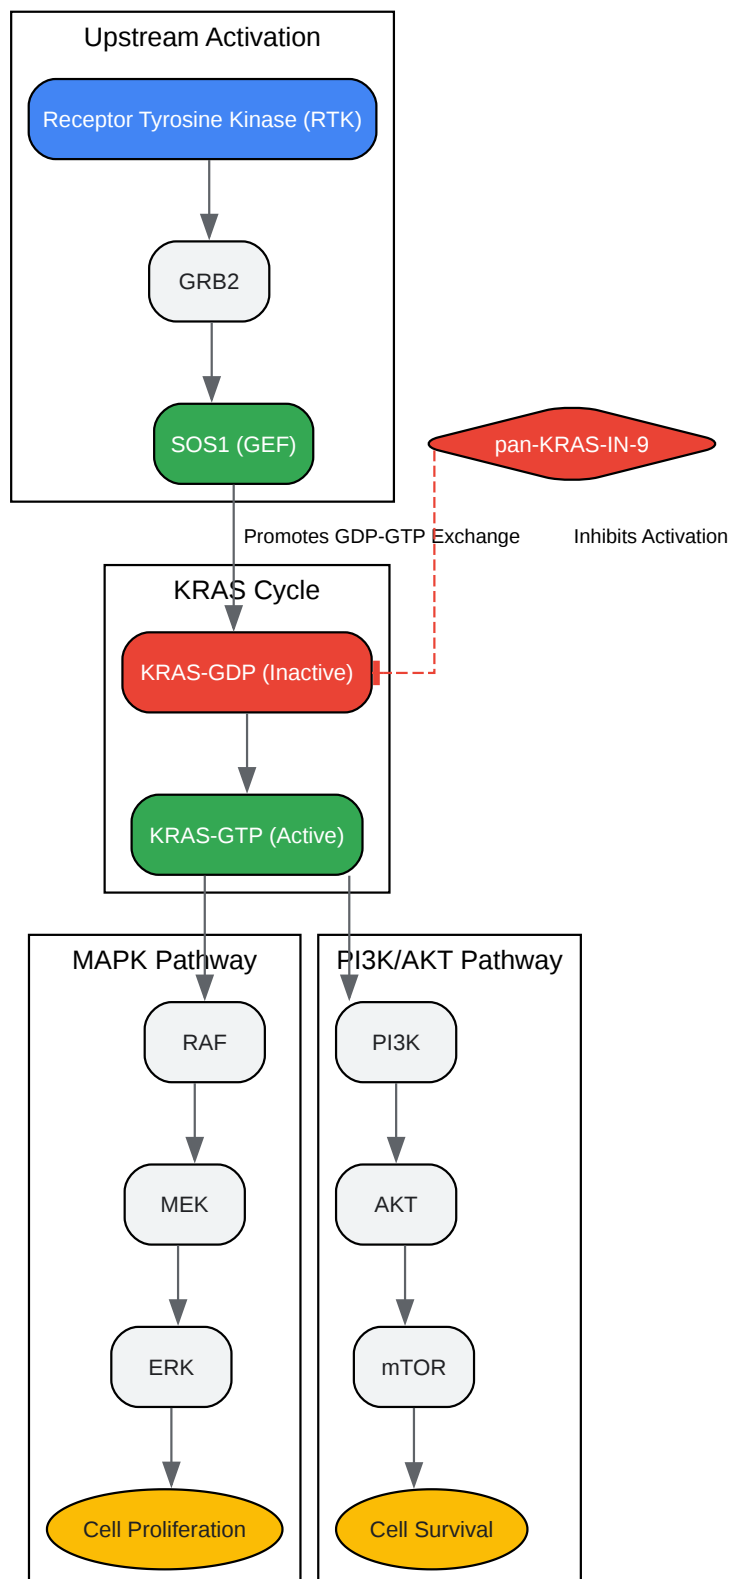 Upstream Activation
Receptor Tyrosine Kinase (RTK)
GRB2
SOS1 (GEF)
pan-KRAS-IN-9
Promotes GDP-GTP Exchange
Inhibits Activation
KRAS Cycle
KRAS-GDP (Inactive)
KRAS-GTP (Active)
MAPK Pathway
PI3K/AKT Pathway
RAF
PI3K
MEK
AKT
ERK
mTOR
Cell Proliferation
Cell Survival